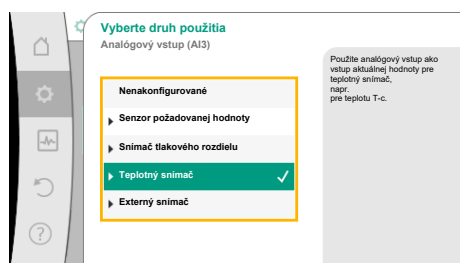 Vyberte druh použitia
Analógový vstup (AI3)
Nenakonfigurované
Senzor požadovanej hodnoty
Snímač tlakového rozdielu
Teplotný snímač
Externý snímač
Použite analógový vstup ako
vstup aktuálnej hodnoty pre
teplotný snímač,
napr.
pre teplotu T-c.
?